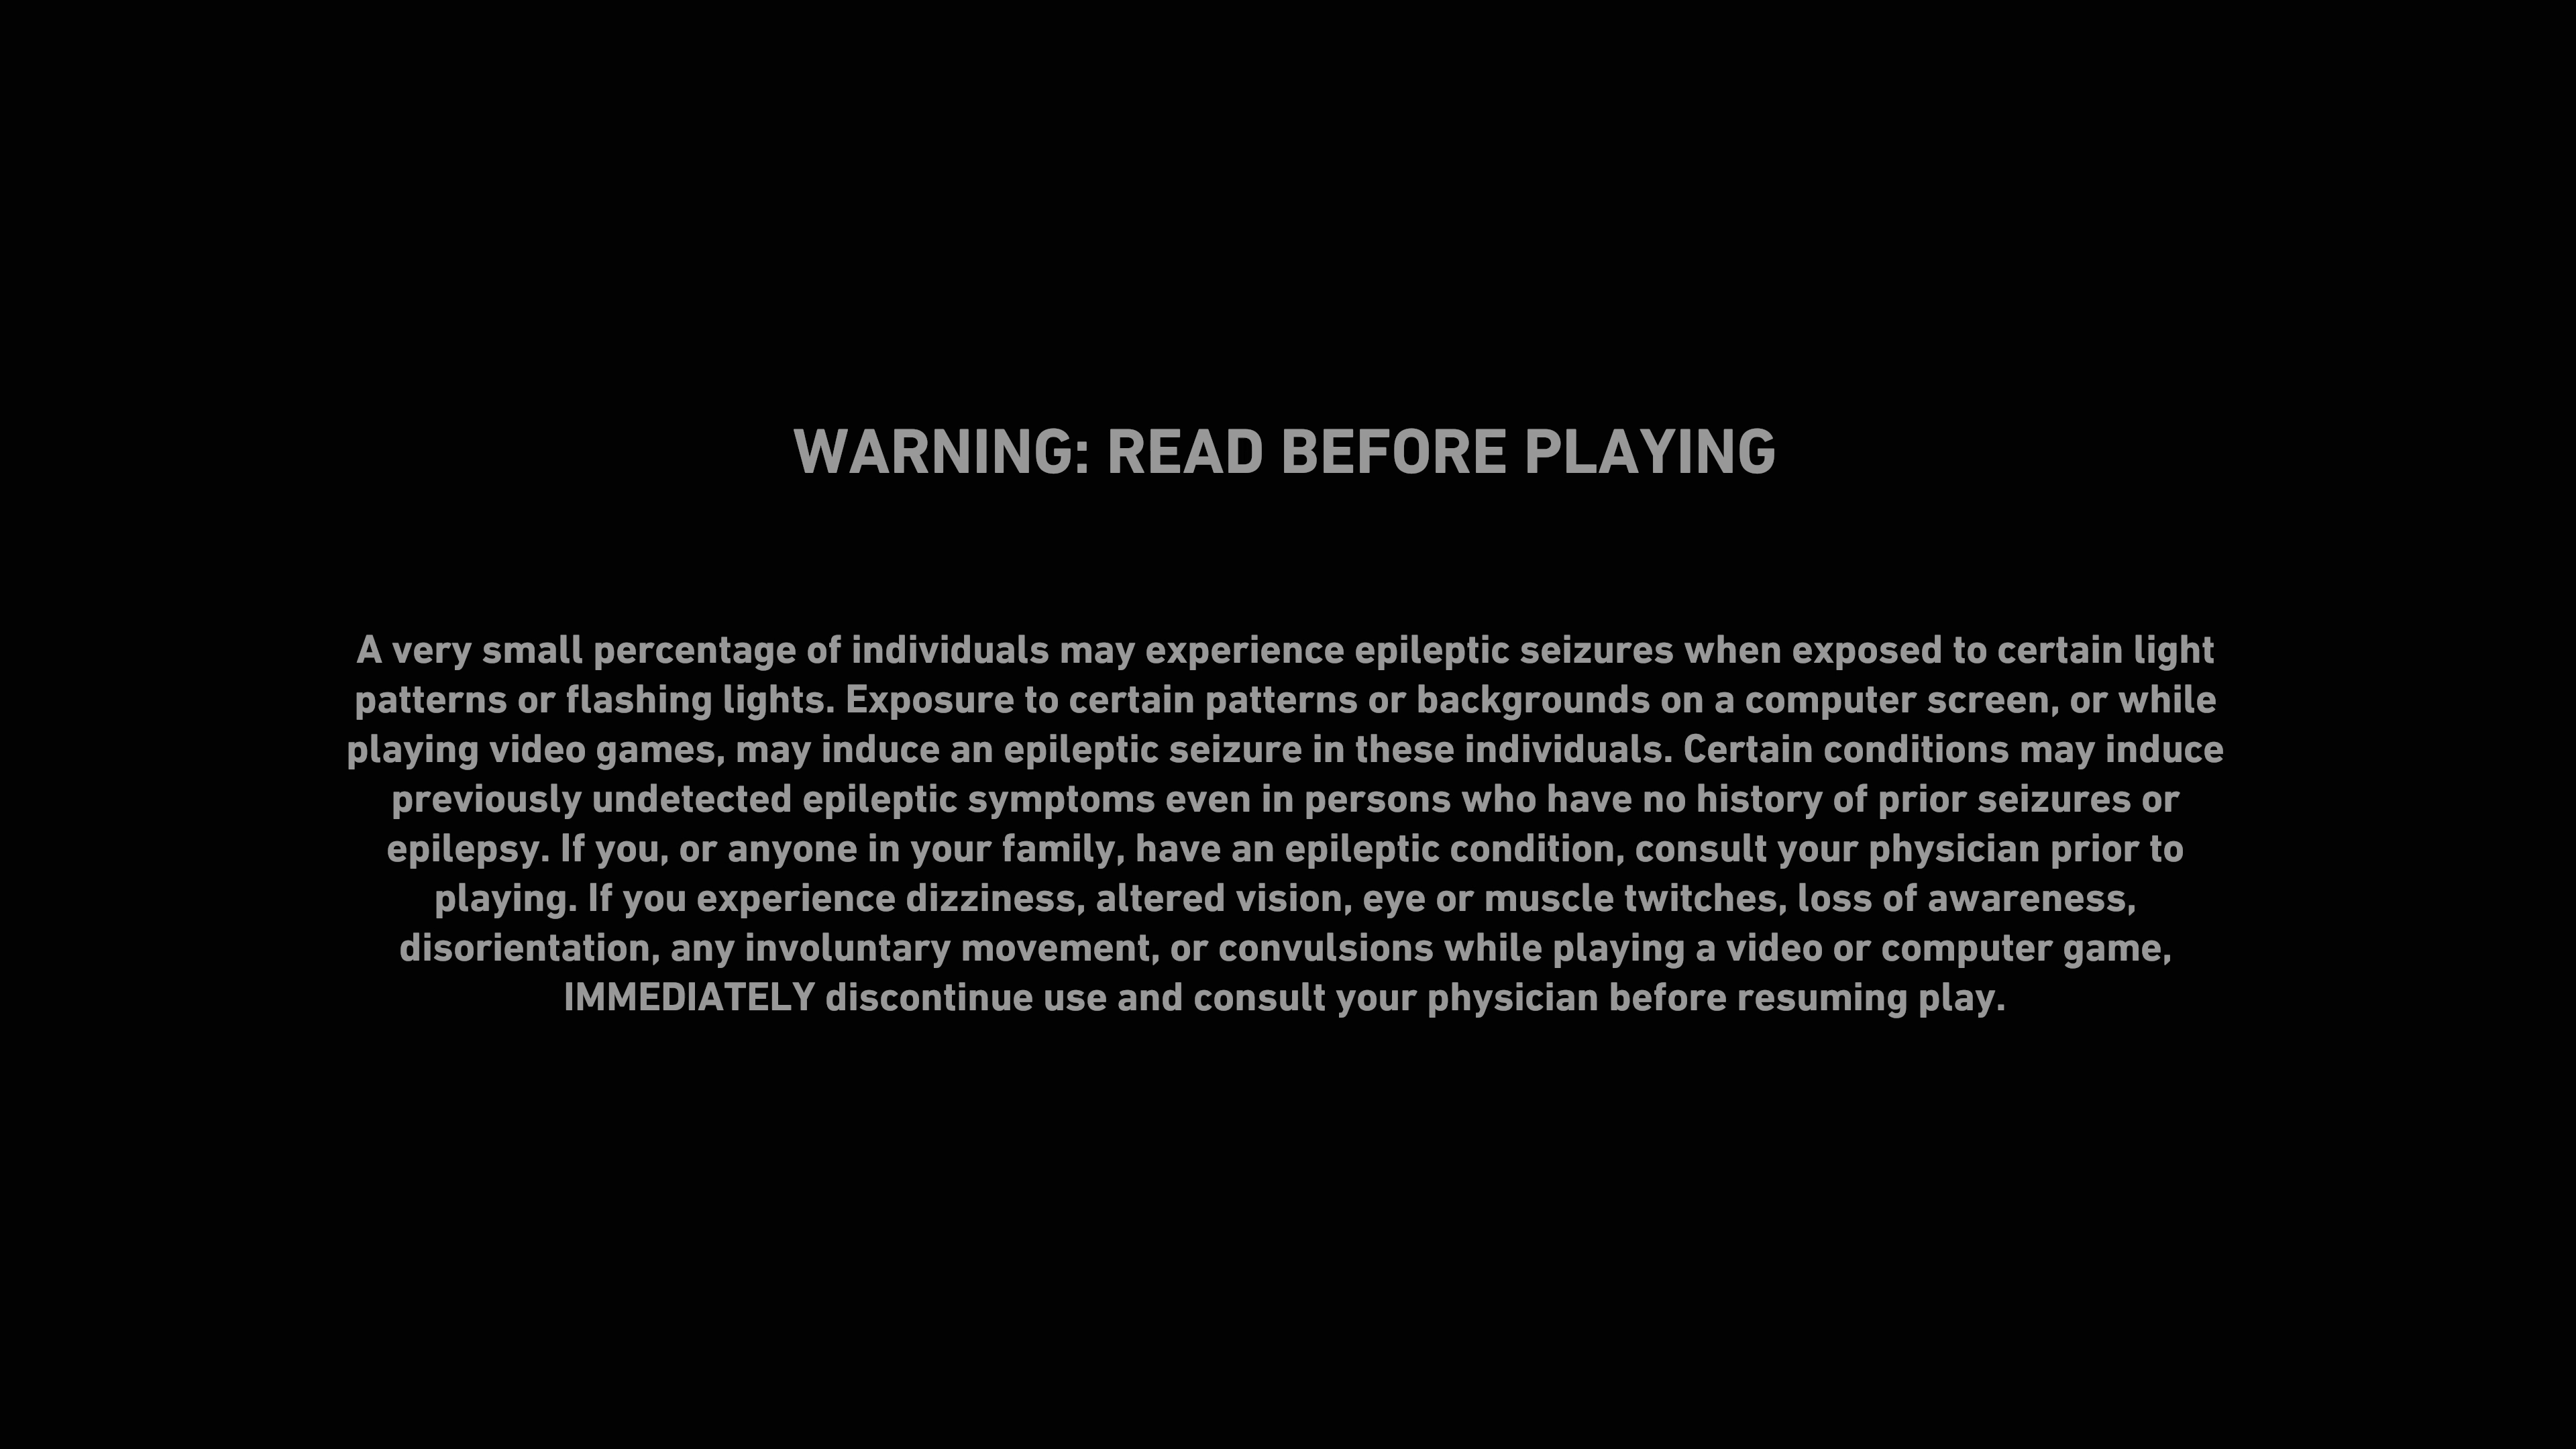 WARNING: READ BEFORE PLAYING
A very small percentage of individuals may experience epileptic seizures when exposed to certain light
patterns or flashing lights. Exposure to certain patterns or backgrounds on a computer screen, or while
playing video games, may induce an epileptic seizure in these individuals. Certain conditions may induce
previously undetected epileptic symptoms even in persons who have no history of prior seizures or
epilepsy. If you, or anyone in your family, have an epileptic condition, consult your physician prior to
playing. If you experience dizziness, altered vision, eye or muscle twitches, loss of awareness,
disorientation, any involuntary movement, or convulsions while playing a video or computer game,
IMMEDIATELY discontinue use and consult your physician before resuming play.